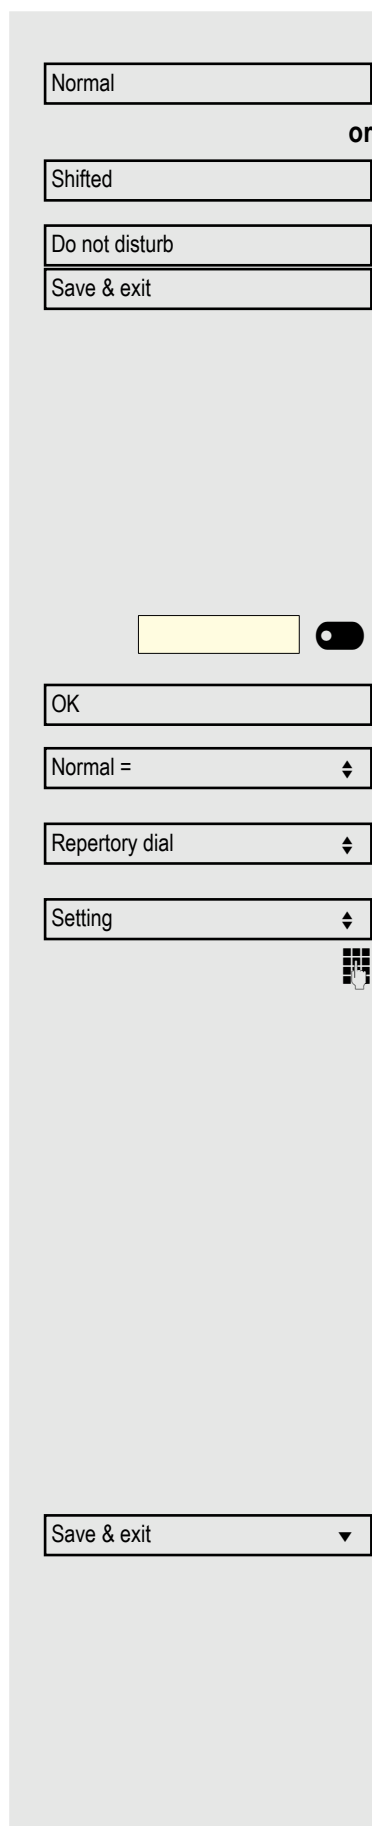 Normal
or
Shifted
Do not disturb
Save & exit
OK
Normal =
Repertory dial
Setting
Save & exit